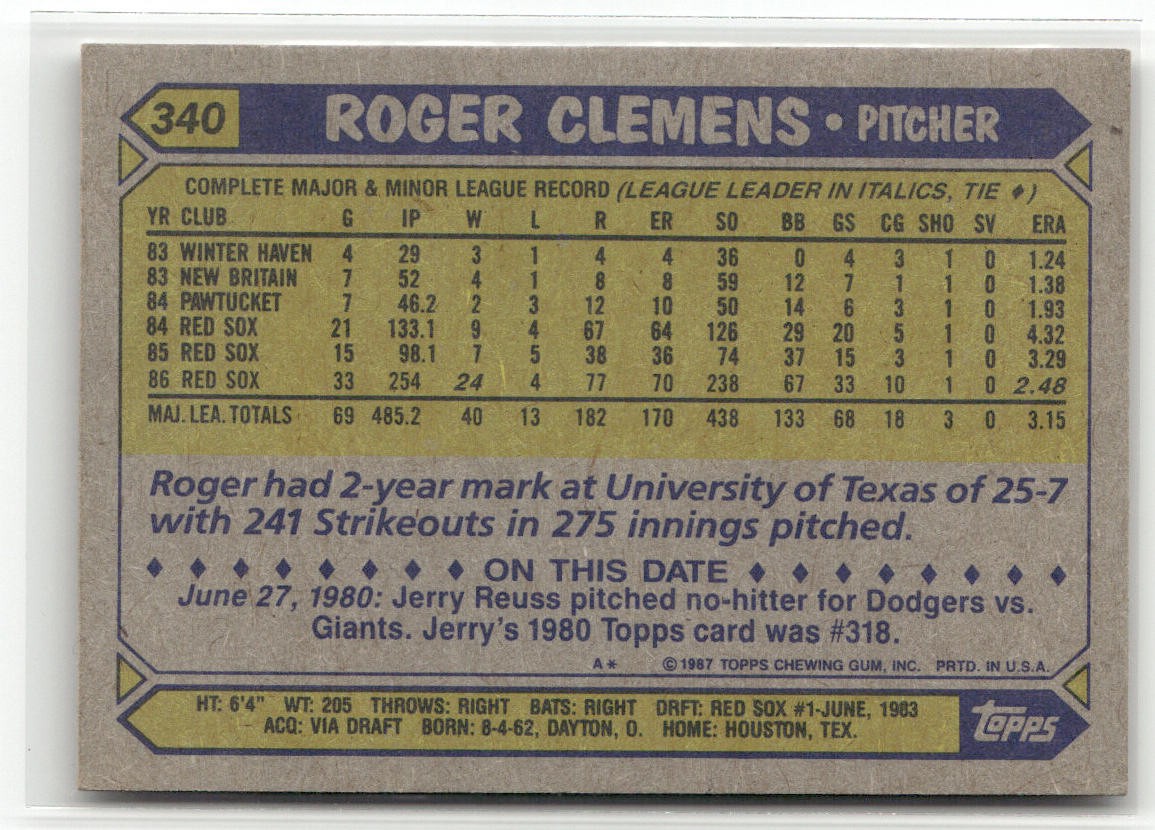 340 ROGER CLEMENS • PITCHER
COMPLETE MAJOR & MINOR LEAGUE RECORD (LEAGUE LEADER IN ITALICS, TIE ♦)
YR CLUB G IP W L R ER SO BB GS CG SHO SV ERA
83 WINTER HAVEN 4 29 3 1 4 4 36 0 4 3 1 0 1.24
83 NEW BRITAIN 7 52 4 1 8 8 59 12 7 1 1 0 1.38
84 PAWTUCKET 7 46.2 2 3 12 10 50 14 6 3 1 0 1.93
84 RED SOX 21 133.1 9 4 67 64 126 29 20 5 1 0 4.32
85 RED SOX 15 98.1 7 5 38 36 74 37 15 3 1 0 3.29
86 RED SOX 33 254 24 4 77 70 238 67 33 10 1 0 2.48
MAJ. LEA. TOTALS 69 485.2 40 13 182 170 438 133 68 18 3 0 3.15
Roger had 2-year mark at University of Texas of 25-7
with 241 Strikeouts in 275 innings pitched.
♦ ♦ ♦ ♦ ♦ ♦ ♦ ♦ ON THIS DATE ♦ ♦ ♦ ♦ ♦ ♦ ♦ ♦
June 27, 1980: Jerry Reuss pitched no-hitter for Dodgers vs.
Giants. Jerry's 1980 Topps card was #318.
A* © 1987 TOPPS CHEWING GUM, INC. PRTD. IN U.S.A.
HT: 6'4" WT: 205 THROWS: RIGHT BATS: RIGHT DRFT: RED SOX #1-JUNE, 1983
ACQ: VIA DRAFT BORN: 8-4-62, DAYTON, O. HOME: HOUSTON, TEX.
Topps